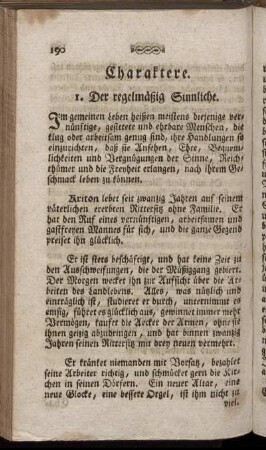 190
Charaktere.
1. Der regelmäßig Sinnliche.
Im gemeinen Leben heißen meistens diejenige ver-
nünftige, gesetzte und ehrbare Menschen, die
klug oder arbeitsam genug sind, ihre Handlungen so
einzurichten, daß sie Ansehen, Ehre, Bequem-
lichkeiten und Vergnügungen der Sinne, Reich-
thümer und die Freyheit erlangen, nach ihrem Ge-
schmack leben zu können.
Kriton lebet seit zwantzig Jahren auf seinem
väterlichen ererbten Rittersitz ohne Familie. Er
hat den Ruf eines vernünftigen, arbeitsamen und
gastfreyen Mannes für sich, und die gantze Gegend
preiset ihn glücklich.
Er ist stets beschäftigt, und hat keine Zeit zu
den Ausschweifungen, die der Müßiggang gebiert.
Der Morgen wecket ihn zur Aufsicht über die Ar-
beiten des Landlebens. Alles, was nützlich und
einträglich ist, studieret er durch, unternimmt es
emsig, führet es glücklich aus, gewinnet immer mehr
Vermögen, taufet die Aecker der Armen, ohne sie
ihnen geizig abzudringen, und hat binnen zwantzig
Jahren seinen Rittersitz mit drey neuen vermehrt.
Er kränket niemanden mit Vorsatz, bezahlet
seine Arbeiter richtig, und schmücket gern die Kir-
chen in seinen Dörfern. Ein neuer Altar, eine
neue Glocke, eine bessere Orgel, ist ihm nicht zu
viel.